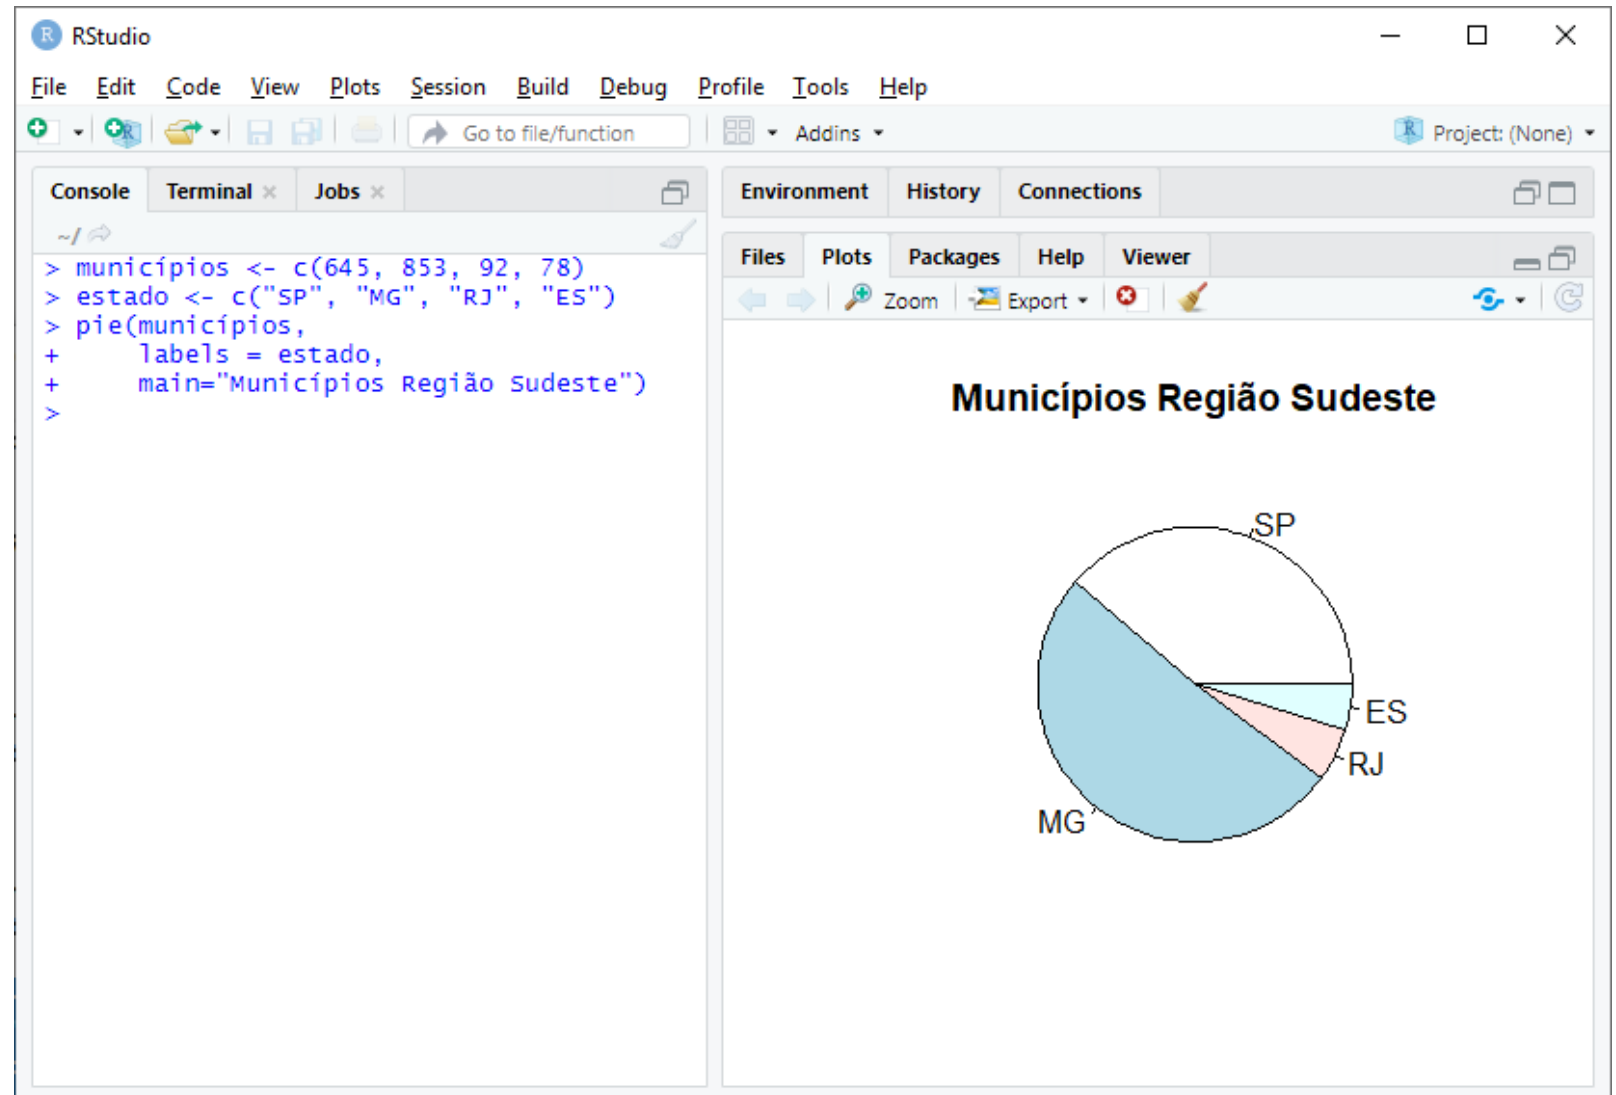 RStudio
File Edit Code View Plots Session Build Debug Profile Tools Help
Go to file/function Addins Project: (None)
Console Terminal Jobs
~/
> municípios <- c(645, 853, 92, 78)
> estado <- c("SP", "MG", "RJ", "ES")
> pie(municípios,
+ labels = estado,
+ main="Municípios Região Sudeste")
>
Environment History Connections
Files Plots Packages Help Viewer
Zoom Export
Municípios Região Sudeste
SP
ES
RJ
MG